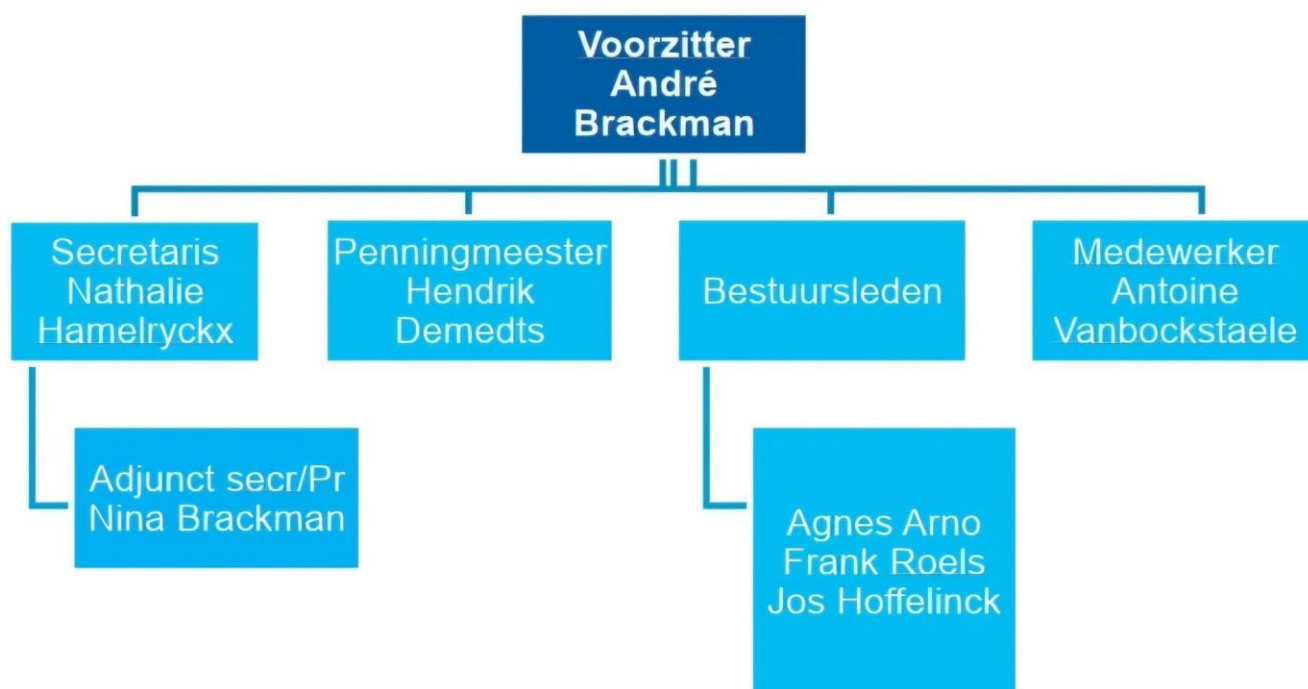 Voorzitter
André
Brackman
Secretaris
Nathalie
Hamelryckx
Penningmeester
Hendrik
Demedts
Bestuursleden
Medewerker
Antoine
Vanbockstaele
Adjunct secr/Pr
Nina Brackman
Agnes Arno
Frank Roels
Jos Hoffelinck